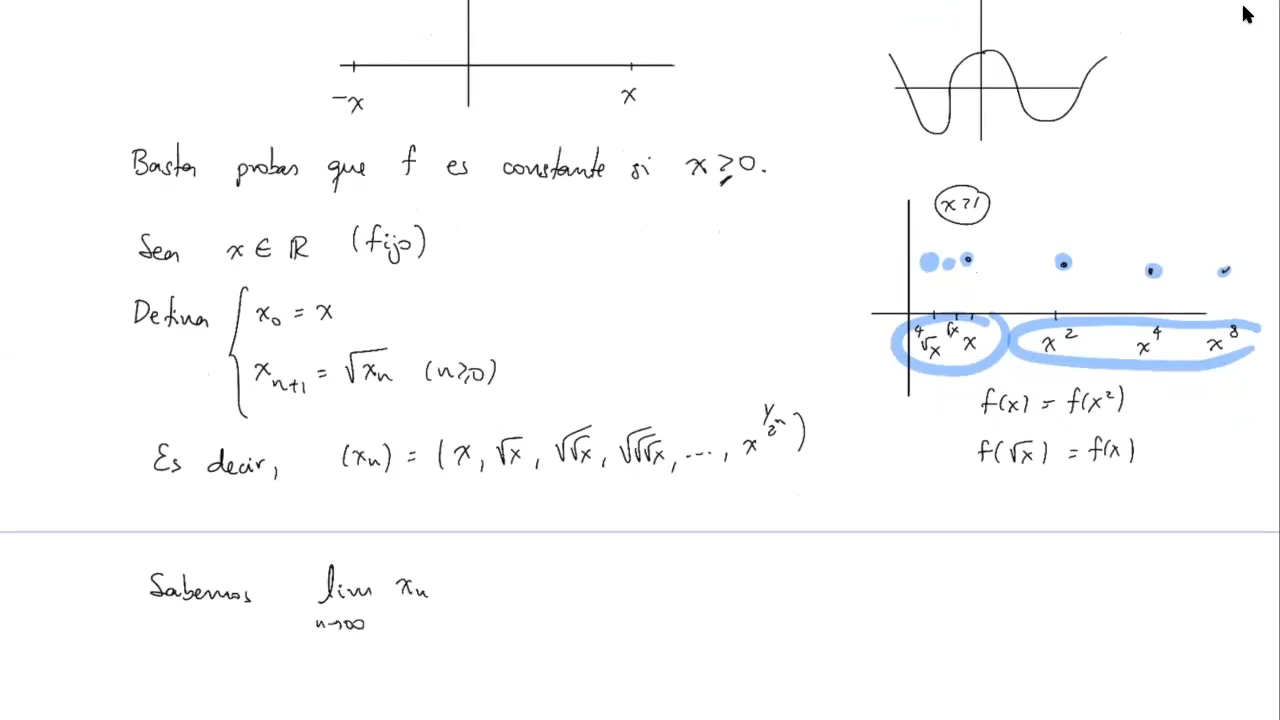 -x x
Basta probar que f es constante si x ≥ 0.
x ≥ 1
Sea x ∈ ℝ (fijo)
Defina { x₀ = x
xₙ₊₁ = √xₙ (n ≥ 0)
⁴√x √x x x² x⁴ x⁸
f(x) = f(x²)
f(√x) = f(x)
Es decir, (xₙ) = (x, √x, √√x, √√√x, ..., x^{1/2ⁿ})
Sabemos lim xₙ
n→∞